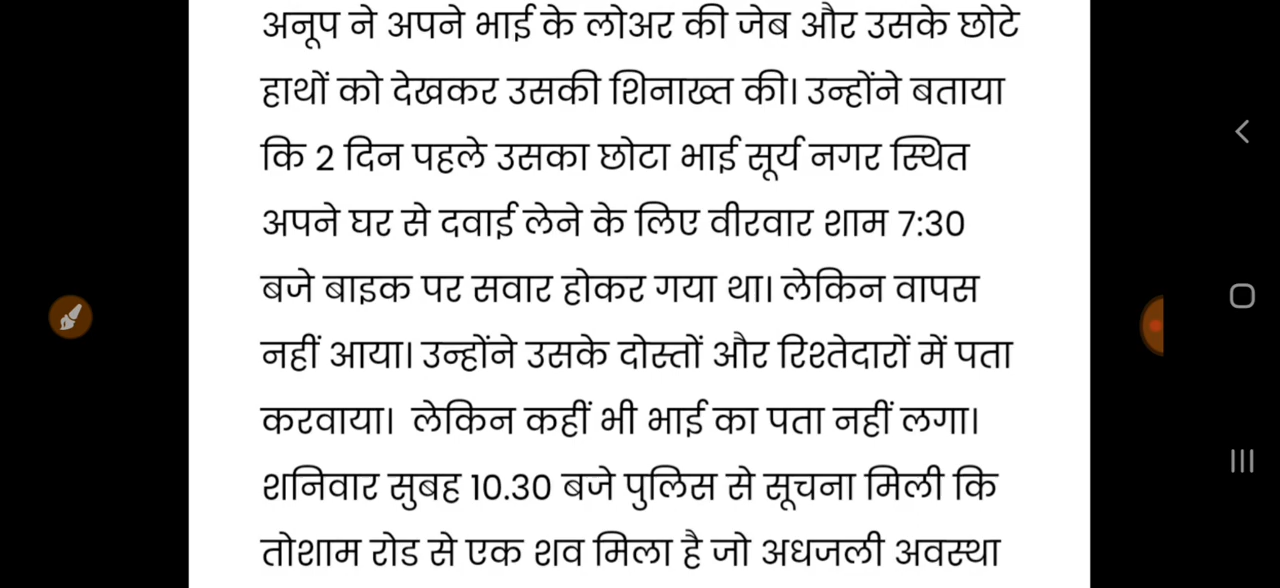 अनूप ने अपने भाई के लोअर की जेब और उसके छोटे
हाथों को देखकर उसकी शिनाख्त की। उन्होंने बताया
कि 2 दिन पहले उसका छोटा भाई सूर्य नगर स्थित
अपने घर से दवाई लेने के लिए वीरवार शाम 7:30
बजे बाइक पर सवार होकर गया था। लेकिन वापस
नहीं आया। उन्होंने उसके दोस्तों और रिश्तेदारों में पता
करवाया। लेकिन कहीं भी भाई का पता नहीं लगा।
शनिवार सुबह 10.30 बजे पुलिस से सूचना मिली कि
तोशाम रोड से एक शव मिला है जो अधजली अवस्था